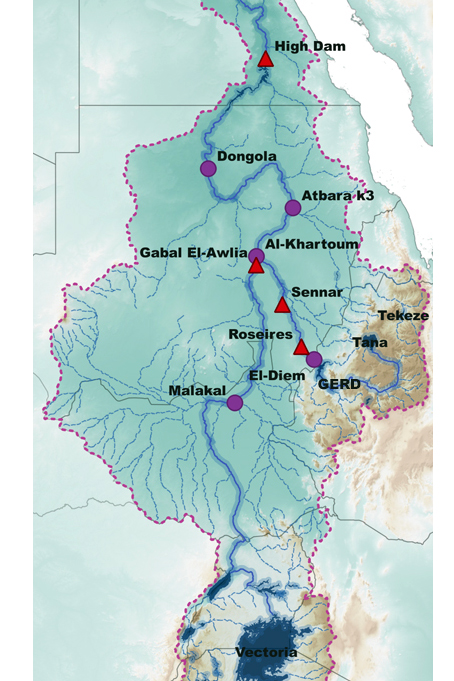 High Dam
Dongola
Atbara k3
Al-Khartoum
Gabal El-Awlia
Sennar
Tekeze
Roseires
Tana
El-Diem
GERD
Malakal
Vectoria